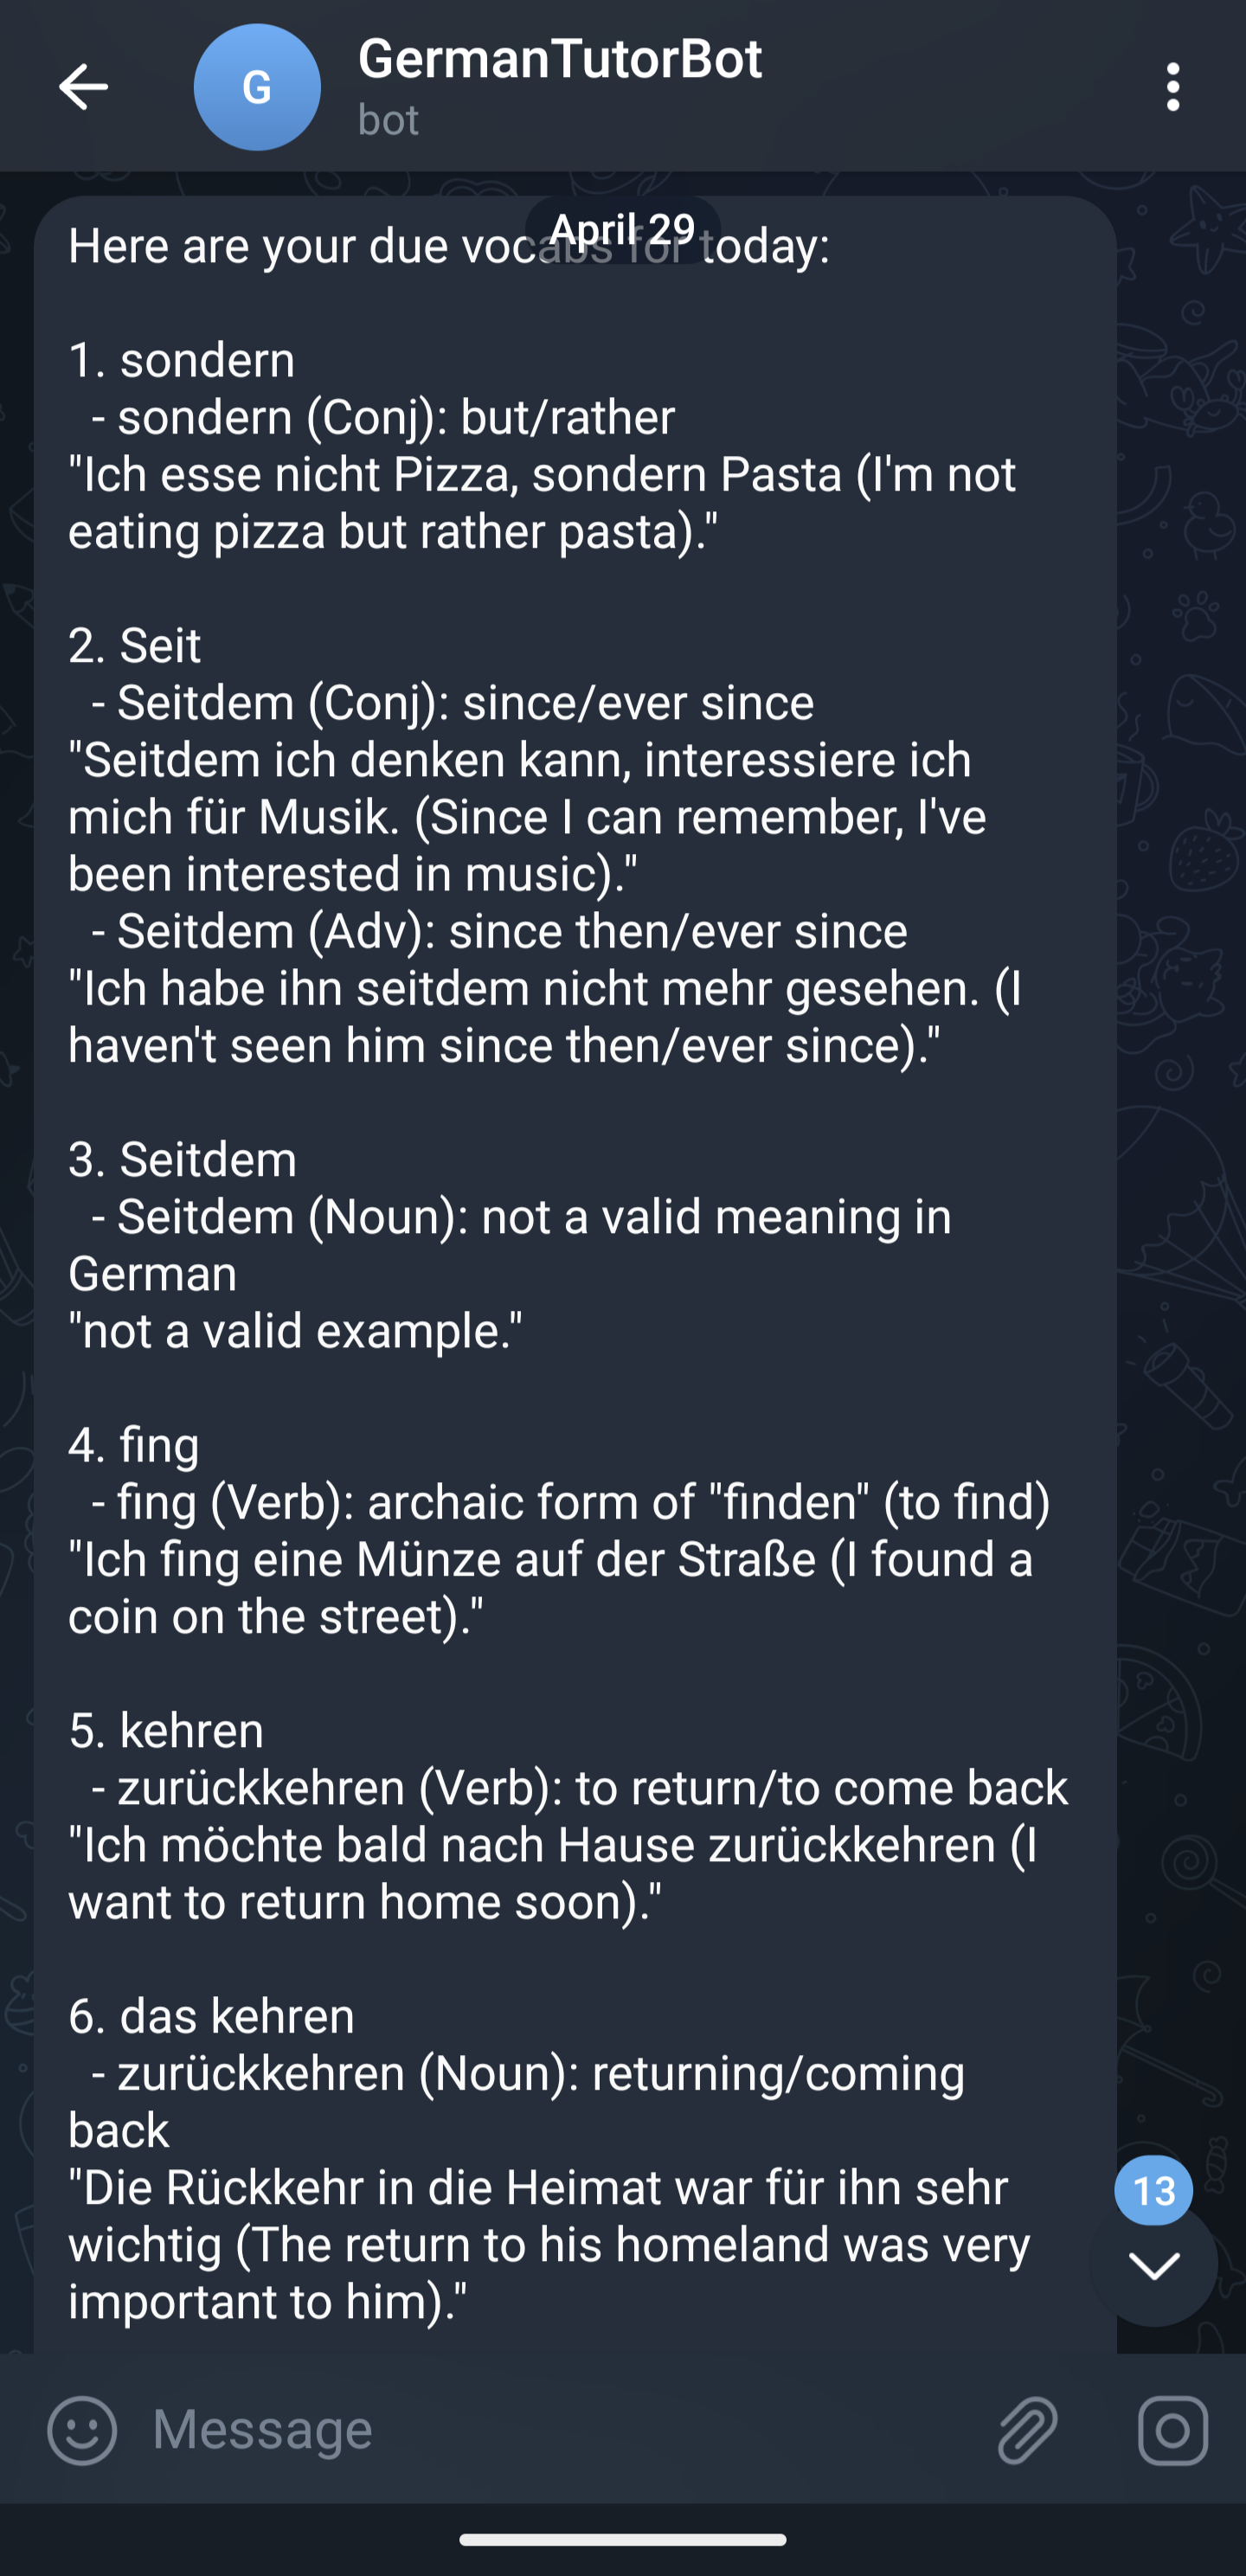 GermanTutorBot
G
bot
April 29
Here are your due vocabs for today:
1. sondern
- sondern (Conj): but/rather
"Ich esse nicht Pizza, sondern Pasta (I'm not
eating pizza but rather pasta)."
2. Seit
- Seitdem (Conj): since/ever since
"Seitdem ich denken kann, interessiere ich
mich für Musik. (Since I can remember, I've
been interested in music)."
- Seitdem (Adv): since then/ever since
"Ich habe ihn seitdem nicht mehr gesehen. (I
haven't seen him since then/ever since)."
3. Seitdem
- Seitdem (Noun): not a valid meaning in
German
"not a valid example."
4. fing
- fing (Verb): archaic form of "finden" (to find)
"Ich fing eine Münze auf der Straße (I found a
coin on the street)."
5. kehren
- zurückkehren (Verb): to return/to come back
"Ich möchte bald nach Hause zurückkehren (I
want to return home soon)."
6. das kehren
- zurückkehren (Noun): returning/coming
back
"Die Rückkehr in die Heimat war für ihn sehr
wichtig (The return to his homeland was very
important to him)."
13
Message